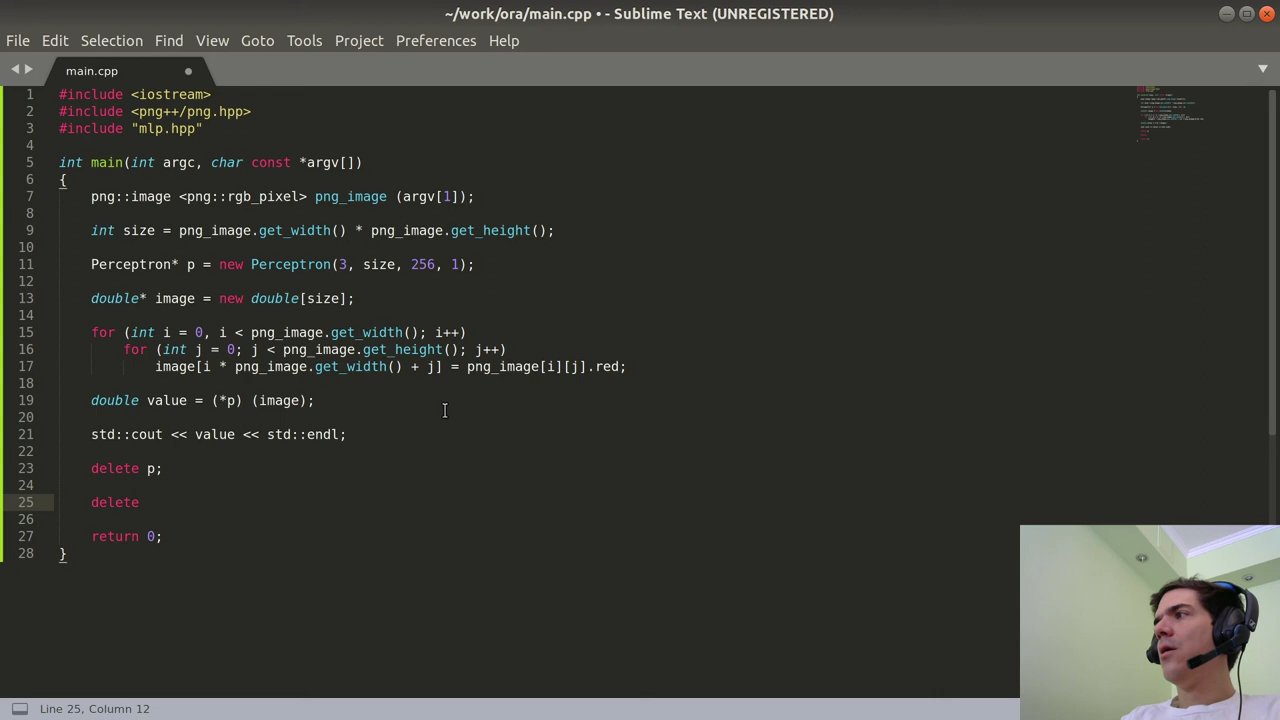 ~/work/ora/main.cpp • - Sublime Text (UNREGISTERED)
File Edit Selection Find View Goto Tools Project Preferences Help
main.cpp
1 #include <iostream>
2 #include <png++/png.hpp>
3 #include "mlp.hpp"
4
5 int main(int argc, char const *argv[])
6 {
7 png::image <png::rgb_pixel> png_image (argv[1]);
8
9 int size = png_image.get_width() * png_image.get_height();
10
11 Perceptron* p = new Perceptron(3, size, 256, 1);
12
13 double* image = new double[size];
14
15 for (int i = 0, i < png_image.get_width(); i++)
16 for (int j = 0; j < png_image.get_height(); j++)
17 image[i * png_image.get_width() + j] = png_image[i][j].red;
18
19 double value = (*p) (image);
20
21 std::cout << value << std::endl;
22
23 delete p;
24
25 delete
26
27 return 0;
28 }
Line 25, Column 12